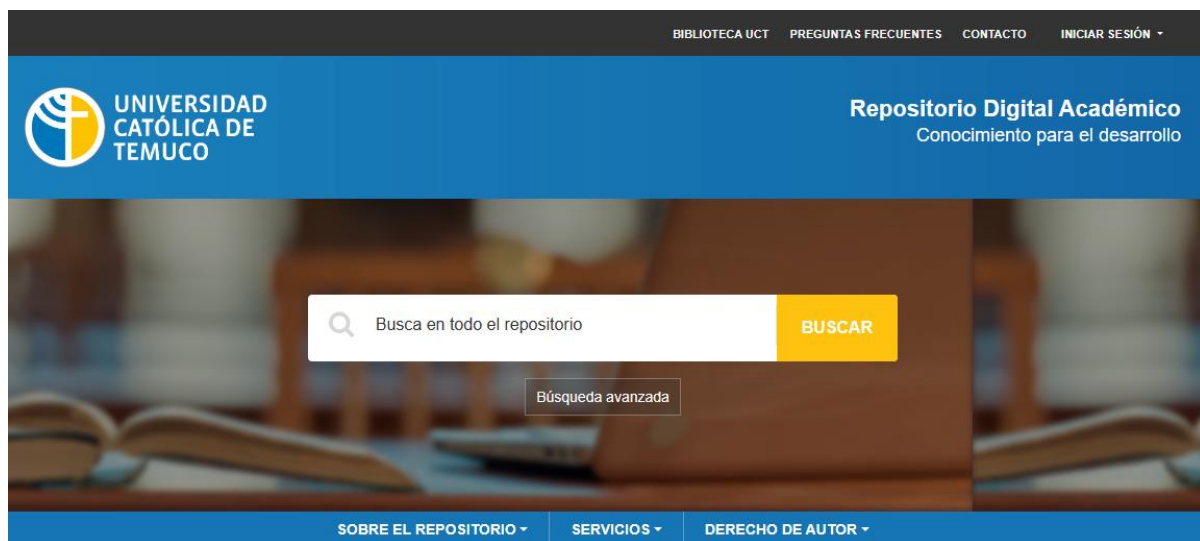 BIBLIOTECA UCT PREGUNTAS FRECUENTES CONTACTO INICIAR SESIÓN
UNIVERSIDAD
CATÓLICA DE
TEMUCO
Repositorio Digital Académico
Conocimiento para el desarrollo
Busca en todo el repositorio BUSCAR
Búsqueda avanzada
SOBRE EL REPOSITORIO SERVICIOS DERECHO DE AUTOR